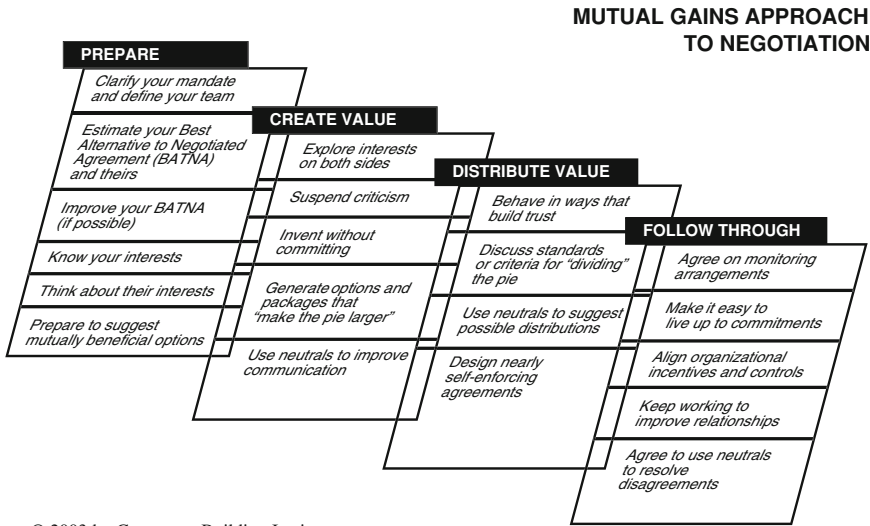 MUTUAL GAINS APPROACH
TO NEGOTIATION
PREPARE
Clarify your mandate
and define your team
Estimate your Best
Alternative to Negotiated
Agreement (BATNA)
and theirs
Improve your BATNA
(if possible)
Know your interests
Think about their interests
Prepare to suggest
mutually beneficial options
CREATE VALUE
Explore interests
on both sides
Suspend criticism
Invent without
committing
Generate options and
packages that
“make the pie larger”
Use neutrals to improve
communication
DISTRIBUTE VALUE
Behave in ways that
build trust
Discuss standards
or criteria for “dividing”
the pie
Use neutrals to suggest
possible distributions
Design nearly
self-enforcing
agreements
FOLLOW THROUGH
Agree on monitoring
arrangements
Make it easy to
live up to commitments
Align organizational
incentives and controls
Keep working to
improve relationships
Agree to use neutrals
to resolve
disagreements